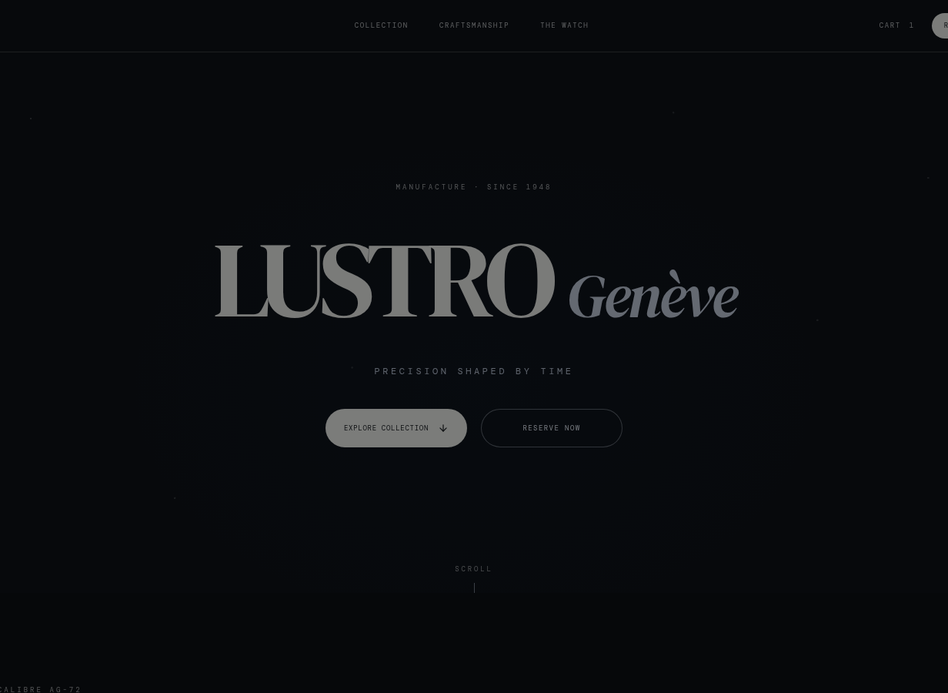 COLLECTION CRAFTSMANSHIP THE WATCH CART 1
MANUFACTURE · SINCE 1948
LUSTRO Genève
PRECISION SHAPED BY TIME
EXPLORE COLLECTION ↓ RESERVE NOW
SCROLL
CALIBRE AG-72